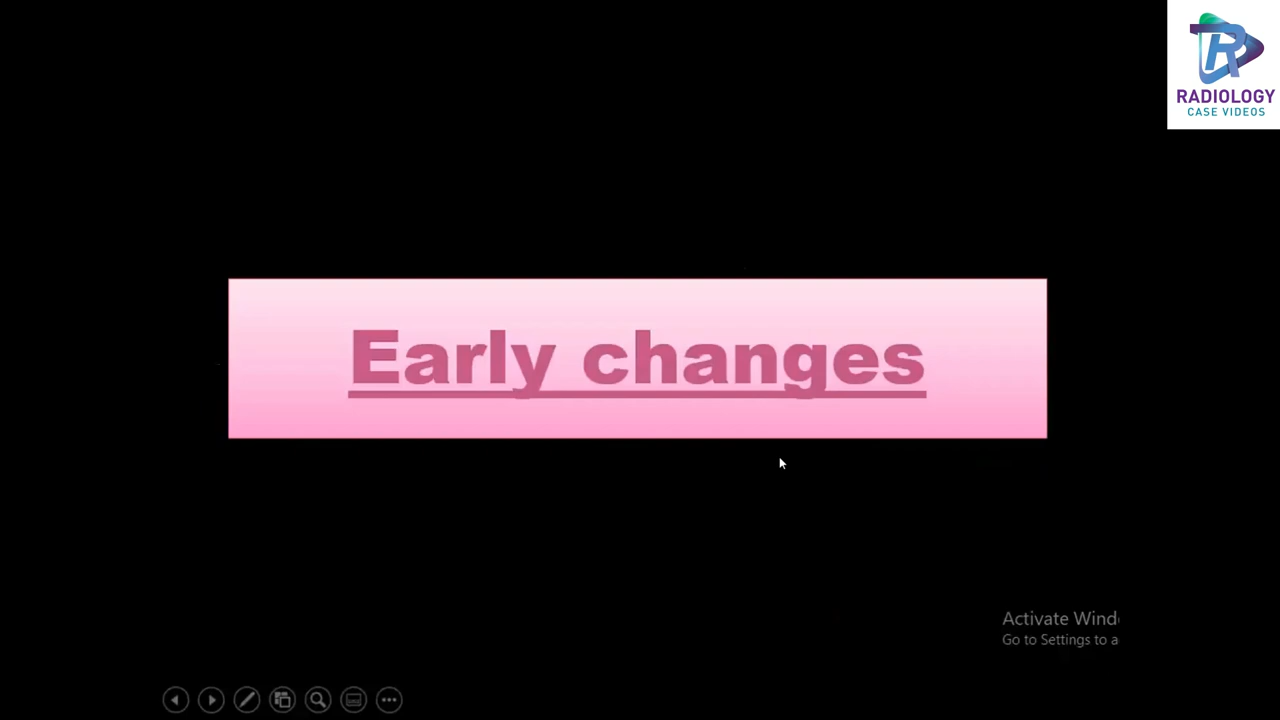 RADIOLOGY
CASE VIDEOS
Early changes
Activate Wind
Go to Settings to a